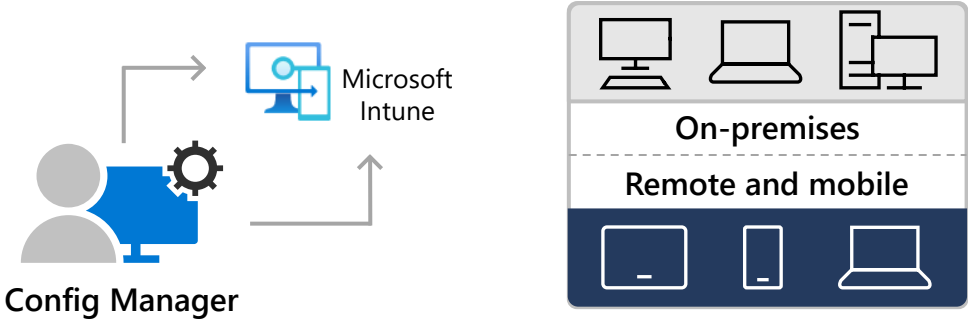 Microsoft
Intune
Config Manager
On-premises
Remote and mobile